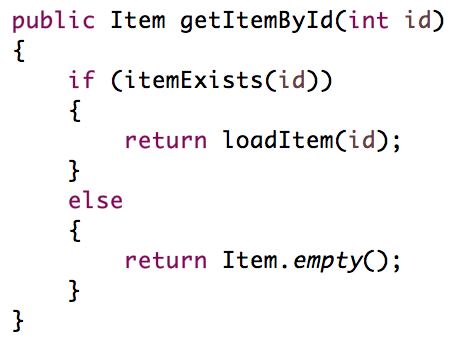 public Item getItemById(int id)
{
    if (itemExists(id))
    {
        return loadItem(id);
    }
    else
    {
        return Item.empty();
    }
}